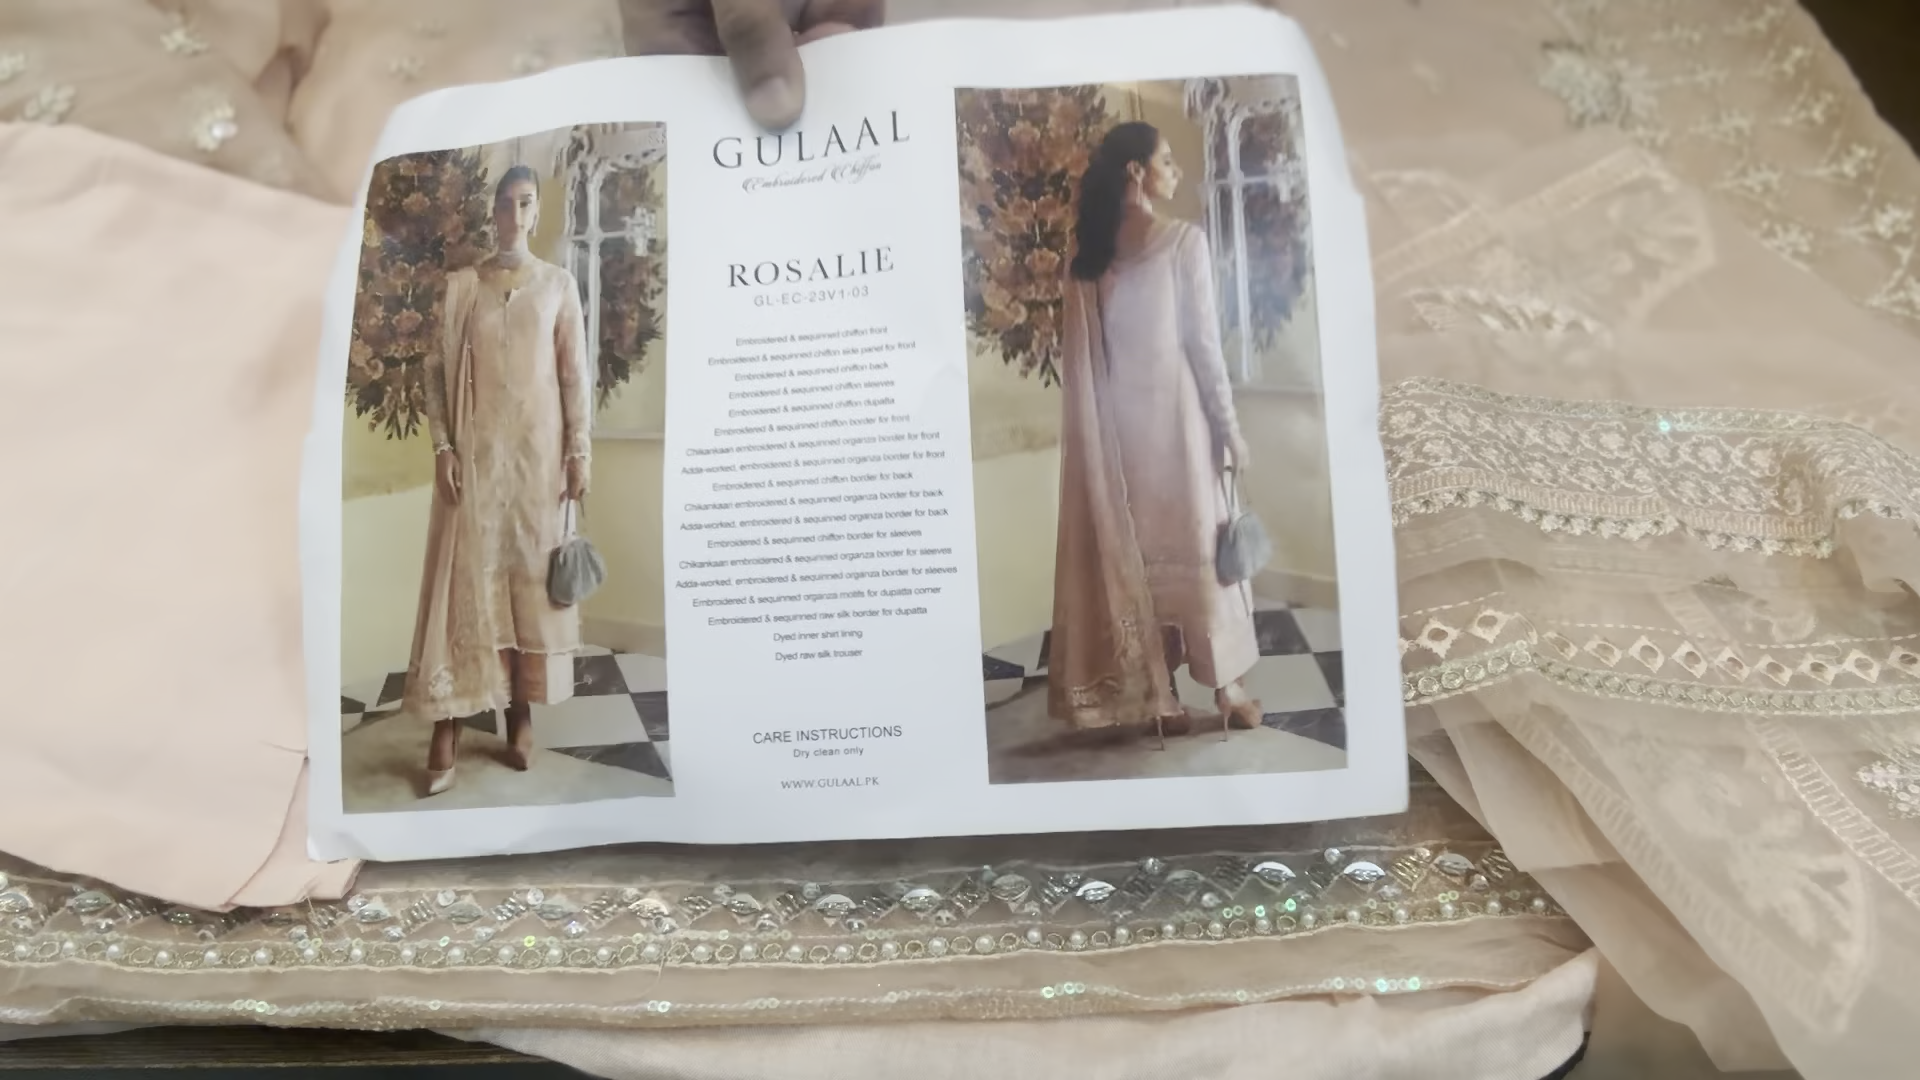 GULAAL
Embroidered Chiffon
ROSALIE
GL-EC-23V1-03
Embroidered & sequinned chiffon front
Embroidered & sequinned chiffon side panel for front
Embroidered & sequinned chiffon back
Embroidered & sequinned chiffon sleeves
Embroidered & sequinned chiffon dupatta
Embroidered & sequinned chiffon border for front
Chikankaari embroidered & sequinned organza border for front
Adda-worked, embroidered & sequinned organza border for front
Embroidered & sequinned chiffon border for back
Chikankaari embroidered & sequinned organza border for back
Adda-worked, embroidered & sequinned organza border for back
Embroidered & sequinned chiffon border for sleeves
Chikankaari embroidered & sequinned organza border for sleeves
Adda-worked, embroidered & sequinned organza border for sleeves
Embroidered & sequinned organza motifs for dupatta corner
Embroidered & sequinned raw silk border for dupatta
Dyed inner shirt lining
Dyed raw silk trouser
CARE INSTRUCTIONS
Dry clean only
WWW.GULAAL.PK